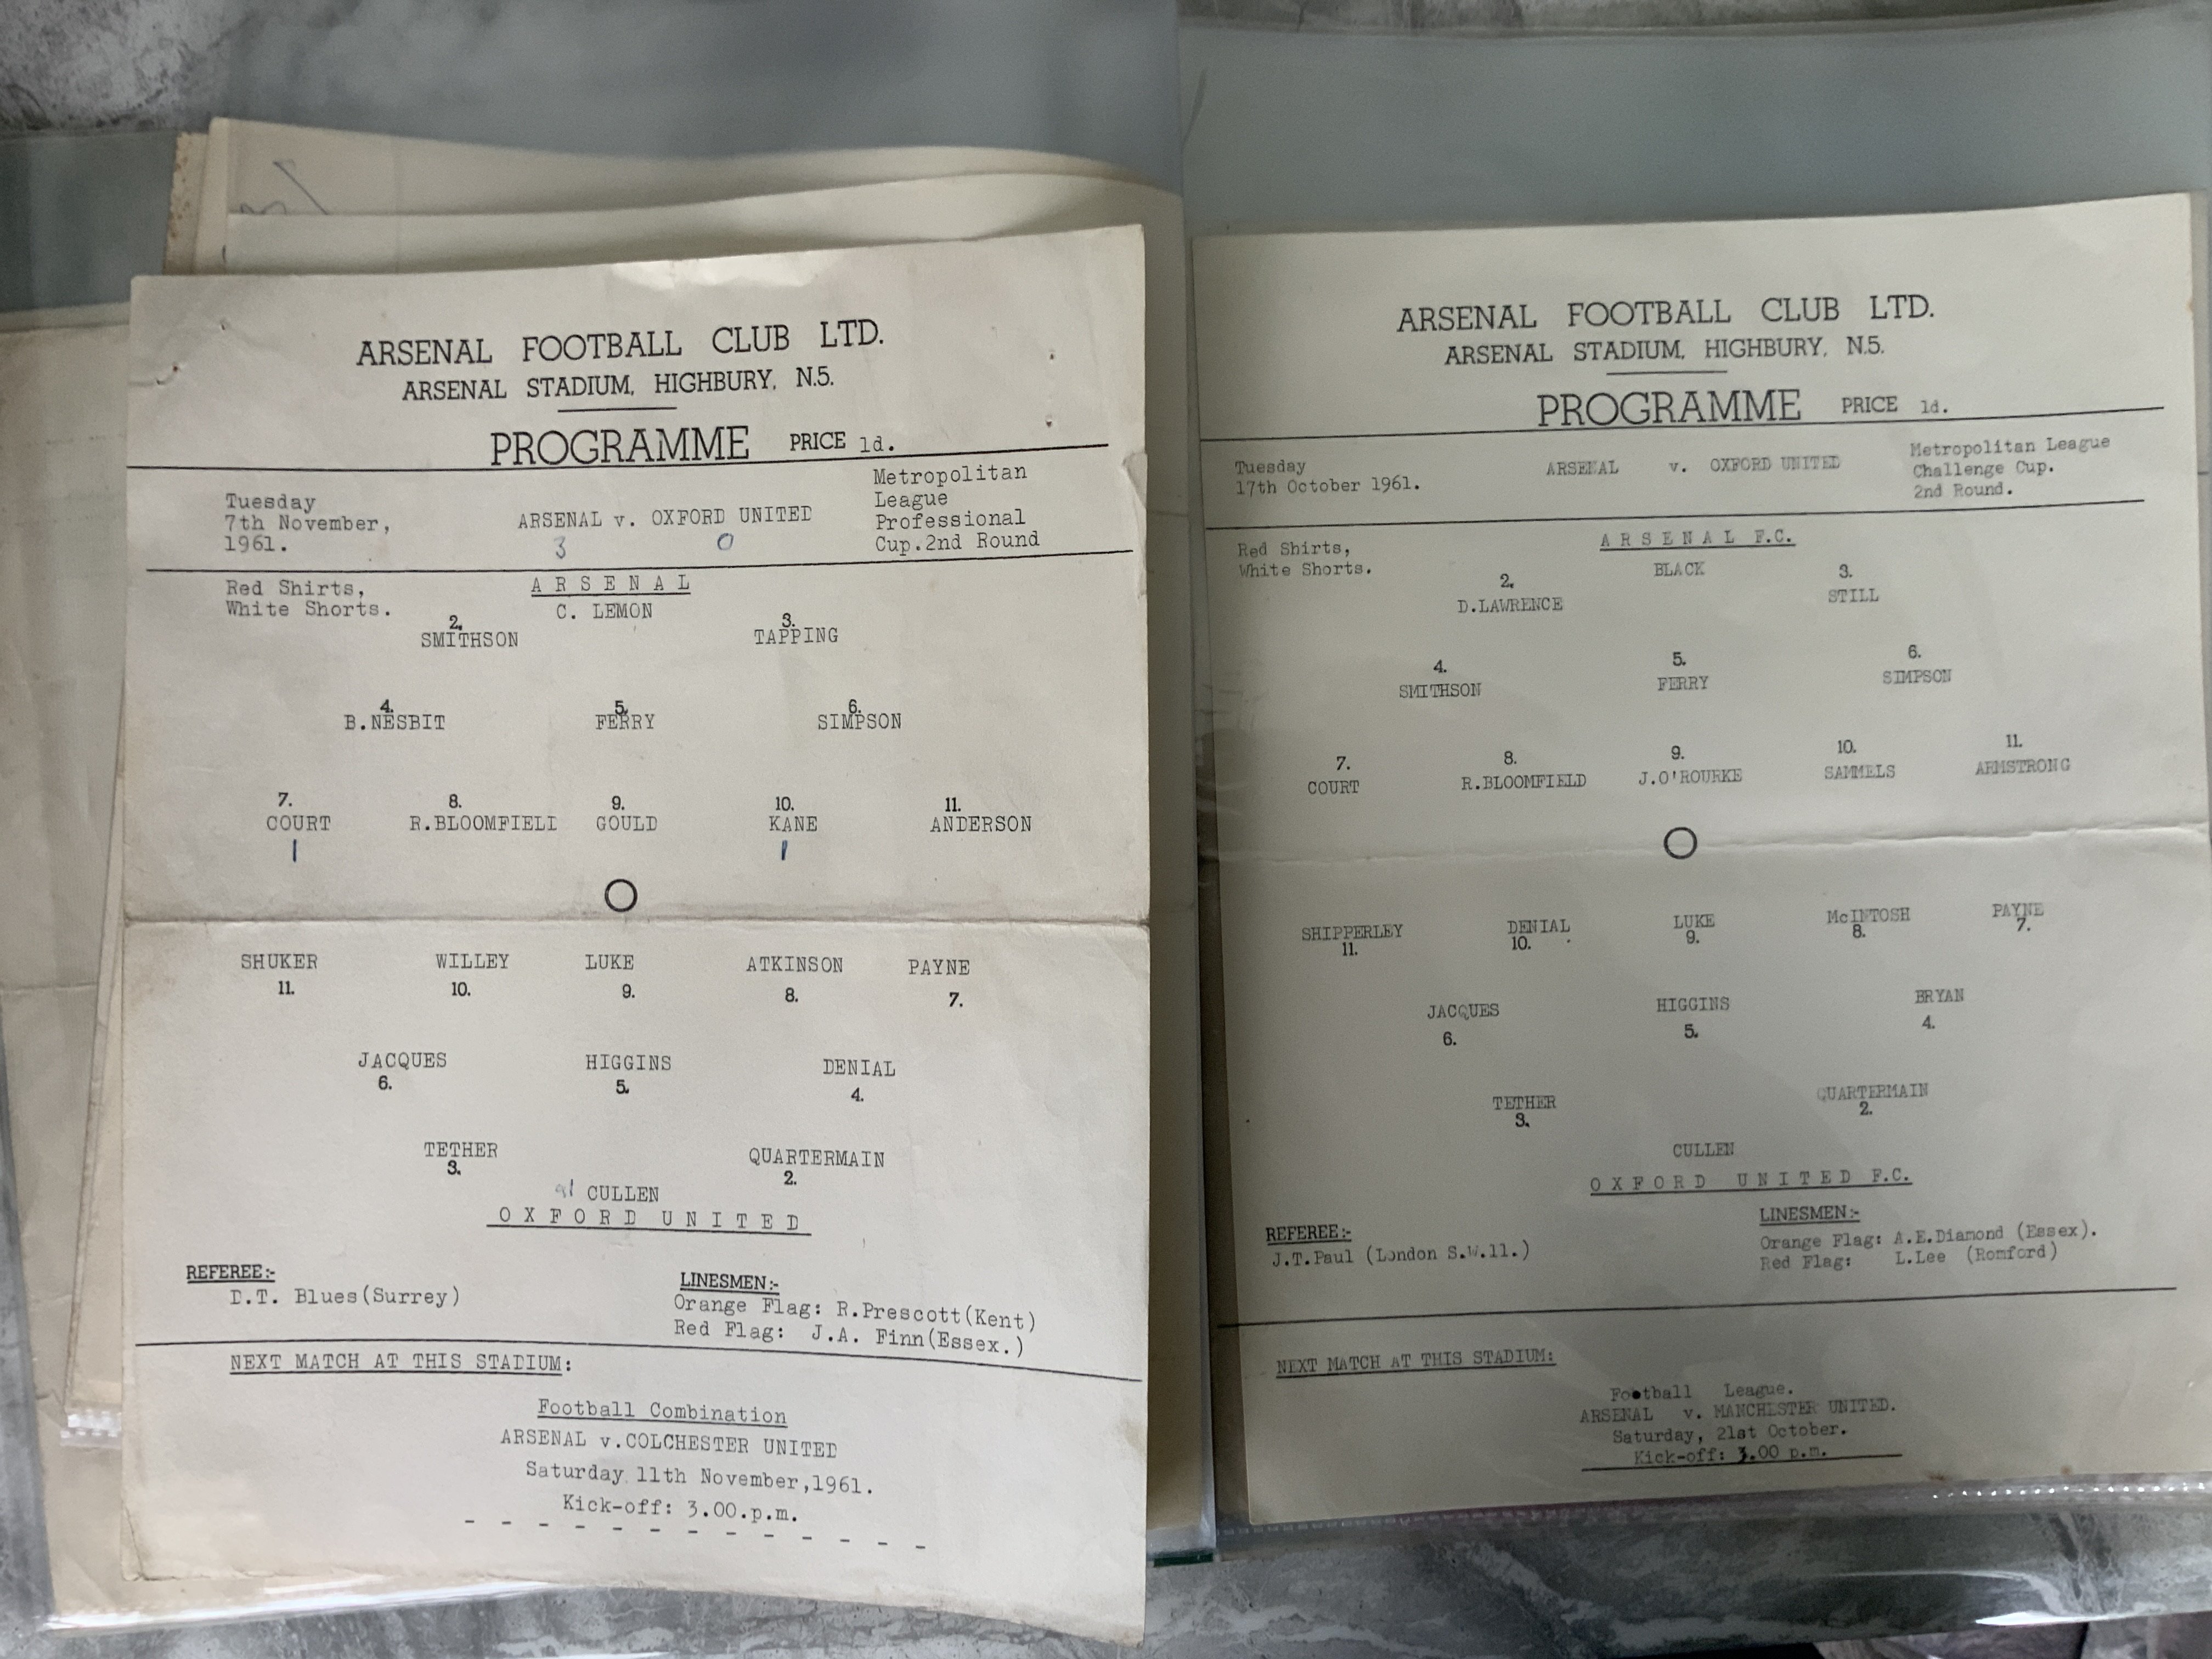 ARSENAL FOOTBALL CLUB LTD.
ARSENAL STADIUM, HIGHBURY, N.5.
PROGRAMME PRICE 1d.
Tuesday
7th November,
1961.
ARSENAL v. OXFORD UNITED
3 0
Metropolitan
League
Professional
Cup.2nd Round
Red Shirts,
White Shorts.
ARSENAL
C. LEMON
2. 3.
SMITHSON TAPPING
4. 5. 6.
B.NESBIT FERRY SIMPSON
7. 8. 9. 10. 11.
COURT R.BLOOMFIELD GOULD KANE ANDERSON
1 1
SHUKER WILLEY LUKE ATKINSON PAYNE
11. 10. 9. 8. 7.
JACQUES HIGGINS DENIAL
6. 5. 4.
TETHER QUARTERMAIN
3. 2.
CULLEN
OXFORD UNITED
REFEREE:-
D.T. Blues(Surrey)
LINESMEN:-
Orange Flag: R.Prescott(Kent)
Red Flag: J.A. Finn(Essex.)
NEXT MATCH AT THIS STADIUM:
Football Combination
ARSENAL v.COLCHESTER UNITED
Saturday 11th November,1961.
Kick-off: 3.00.p.m.
ARSENAL FOOTBALL CLUB LTD.
ARSENAL STADIUM, HIGHBURY, N.5.
PROGRAMME PRICE 1d.
Tuesday
17th October 1961.
ARSENAL v. OXFORD UNITED
Metropolitan League
Challenge Cup.
2nd Round.
Red Shirts,
White Shorts.
ARSENAL F.C.
BLACK
2. 3.
D.LAWRENCE STILL
4. 5. 6.
SMITHSON FERRY SIMPSON
7. 8. 9. 10. 11.
COURT R.BLOOMFIELD J.O'ROURKE SAMMELS ARMSTRONG
SHIPPERLEY DENIAL LUKE McINTOSH PAYNE
11. 10. 9. 8. 7.
JACQUES HIGGINS BRYAN
6. 5. 4.
TETHER QUARTERMAIN
3. 2.
CULLEN
OXFORD UNITED F.C.
REFEREE:-
J.T.Paul (London S.W.11.)
LINESMEN:-
Orange Flag: A.E.Diamond (Essex).
Red Flag: L.Lee (Romford)
NEXT MATCH AT THIS STADIUM:
Football League.
ARSENAL v. MANCHESTER UNITED.
Saturday, 21st October.
Kick-off: 3.00 p.m.